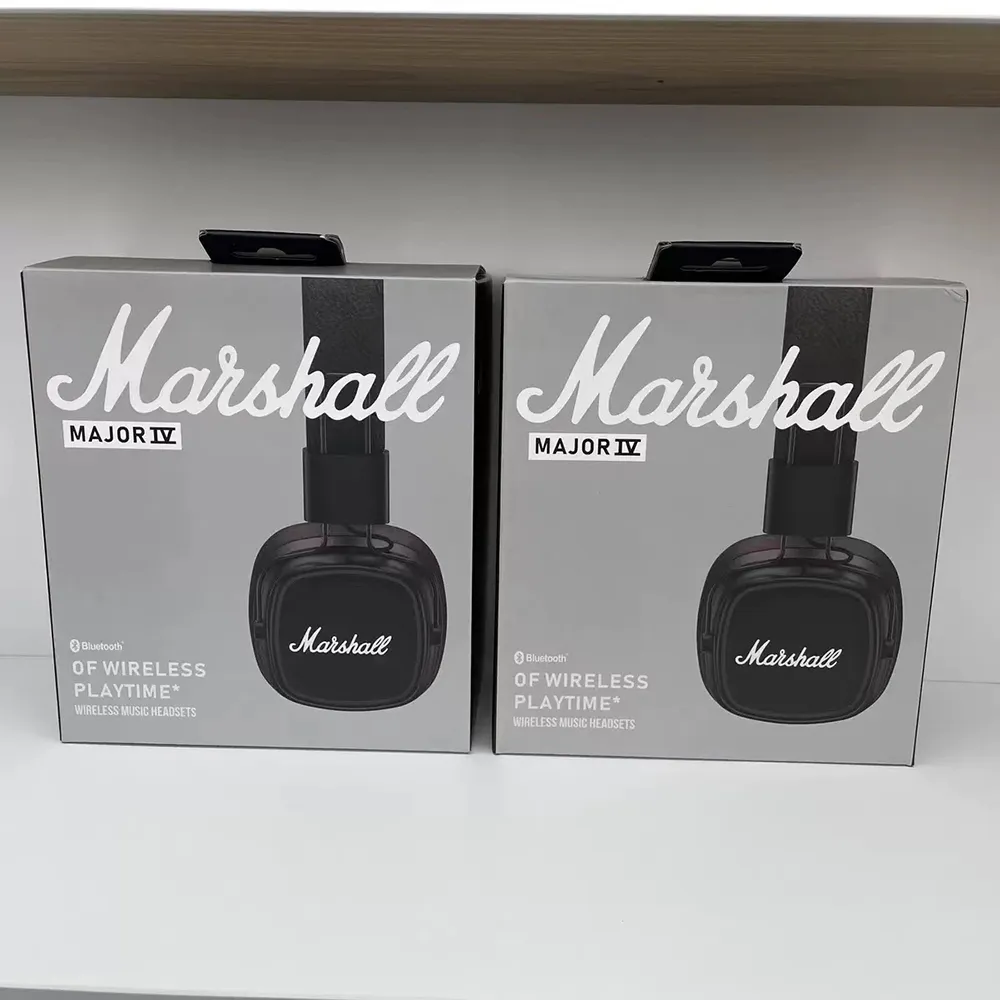 Marshall
MAJOR IV
Marshall
Bluetooth
OF WIRELESS
PLAYTIME*
WIRELESS MUSIC HEADSETS
Marshall
MAJOR IV
Marshall
Bluetooth
OF WIRELESS
PLAYTIME*
WIRELESS MUSIC HEADSETS